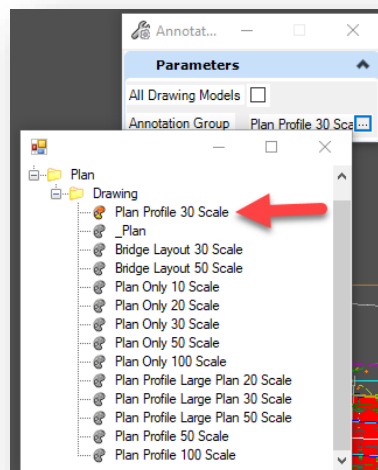 Annotat...
Parameters
All Drawing Models
Annotation Group Plan Profile 30 Sca...
Plan
Drawing
Plan Profile 30 Scale
_Plan
Bridge Layout 30 Scale
Bridge Layout 50 Scale
Plan Only 10 Scale
Plan Only 20 Scale
Plan Only 30 Scale
Plan Only 50 Scale
Plan Only 100 Scale
Plan Profile Large Plan 20 Scale
Plan Profile Large Plan 30 Scale
Plan Profile Large Plan 50 Scale
Plan Profile 50 Scale
Plan Profile 100 Scale